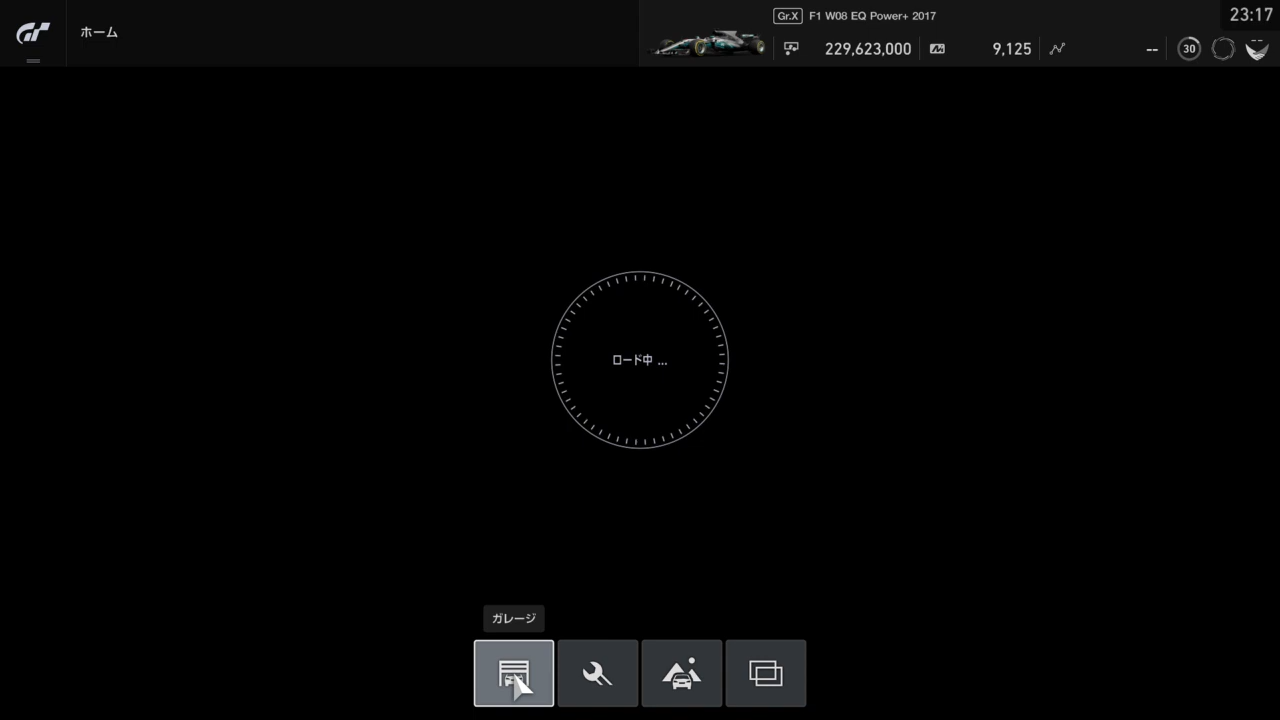 ホーム
Gr.X F1 W08 EQ Power+ 2017
23:17
229,623,000
9,125
--
30
ロード中 ...
ガレージ